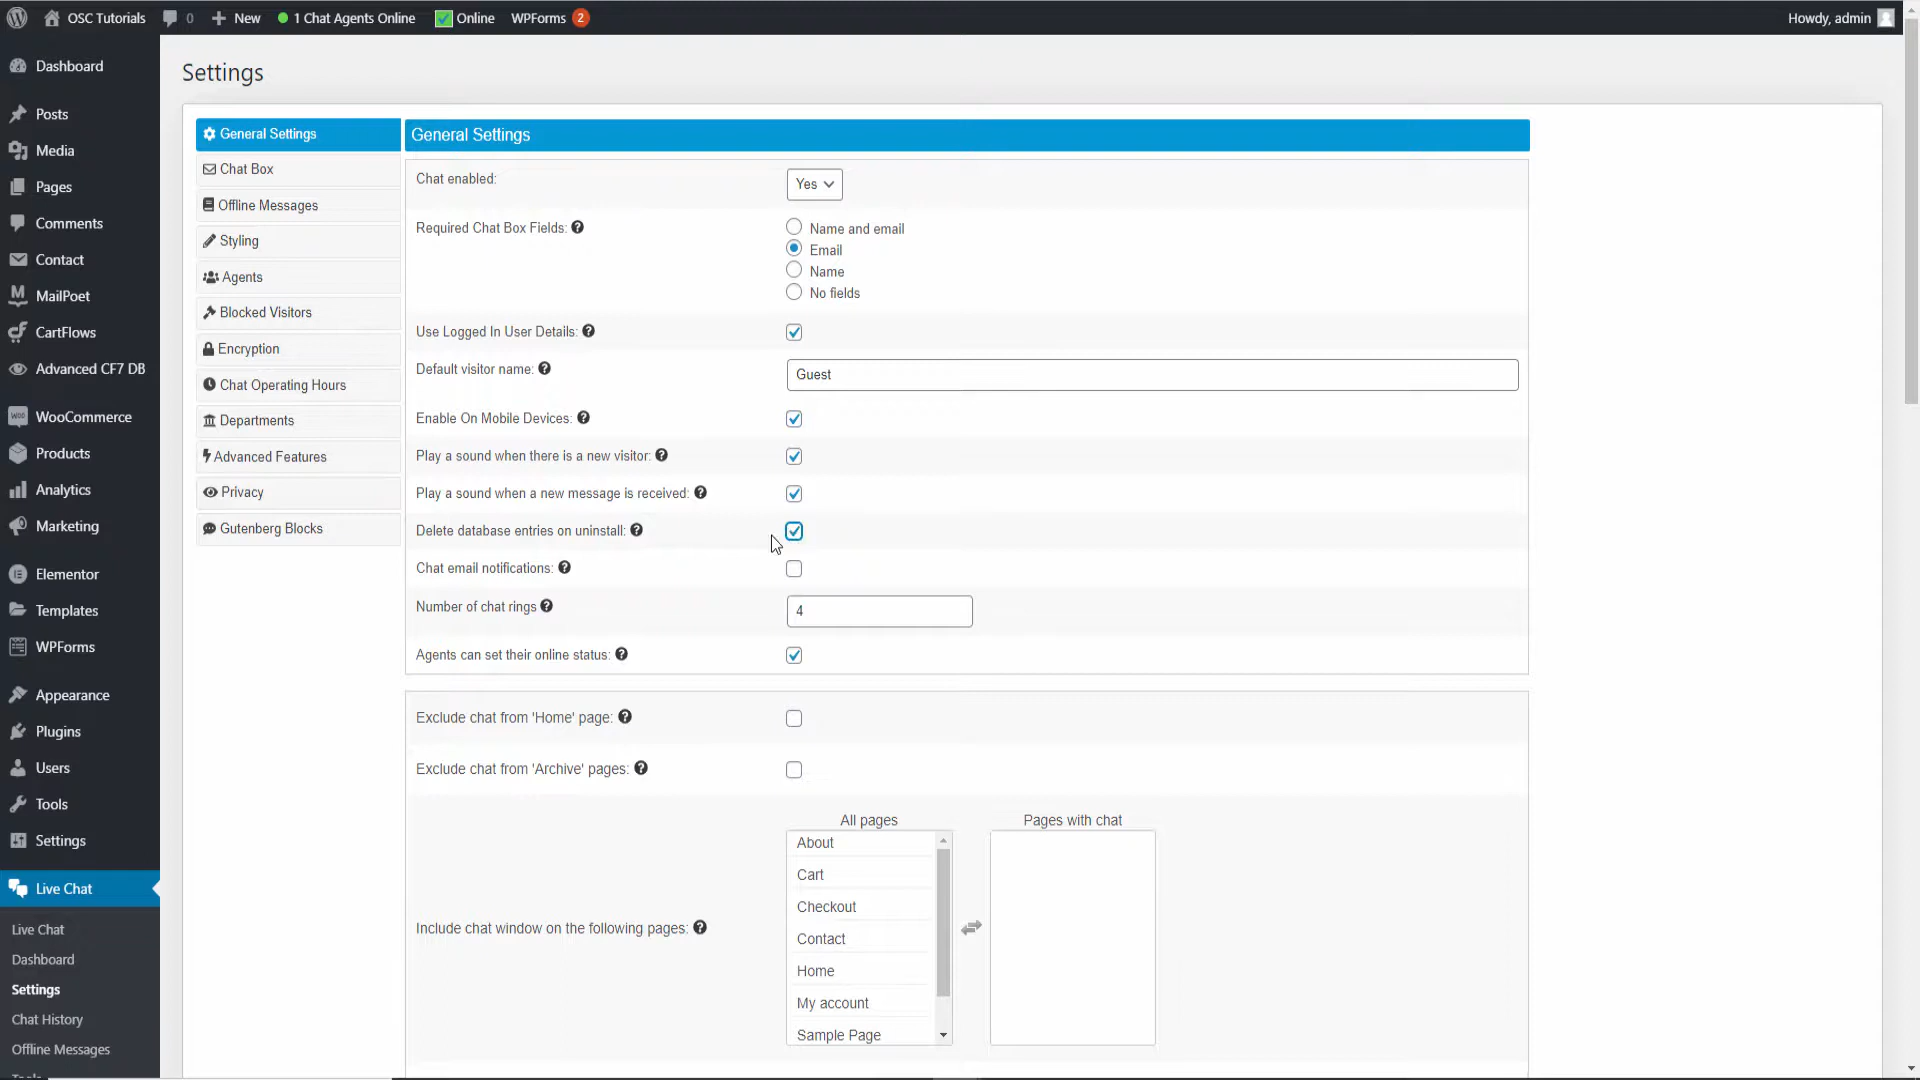 OSC Tutorials 0 New 1 Chat Agents Online Online WPForms 2 Howdy, admin
Dashboard
Posts
Media
Pages
Comments
Contact
MailPoet
CartFlows
Advanced CF7 DB
WooCommerce
Products
Analytics
Marketing
Elementor
Templates
WPForms
Appearance
Plugins
Users
Tools
Settings
Live Chat
Live Chat
Dashboard
Settings
Chat History
Offline Messages
Tools
Settings
General Settings
Chat Box
Offline Messages
Styling
Agents
Blocked Visitors
Encryption
Chat Operating Hours
Departments
Advanced Features
Privacy
Gutenberg Blocks
General Settings
Chat enabled: Yes
Required Chat Box Fields: Name and email
Email
Name
No fields
Use Logged In User Details:
Default visitor name: Guest
Enable On Mobile Devices:
Play a sound when there is a new visitor:
Play a sound when a new message is received:
Delete database entries on uninstall:
Chat email notifications:
Number of chat rings 4
Agents can set their online status:
Exclude chat from 'Home' page:
Exclude chat from 'Archive' pages:
Include chat window on the following pages:
All pages
About
Cart
Checkout
Contact
Home
My account
Sample Page
Pages with chat